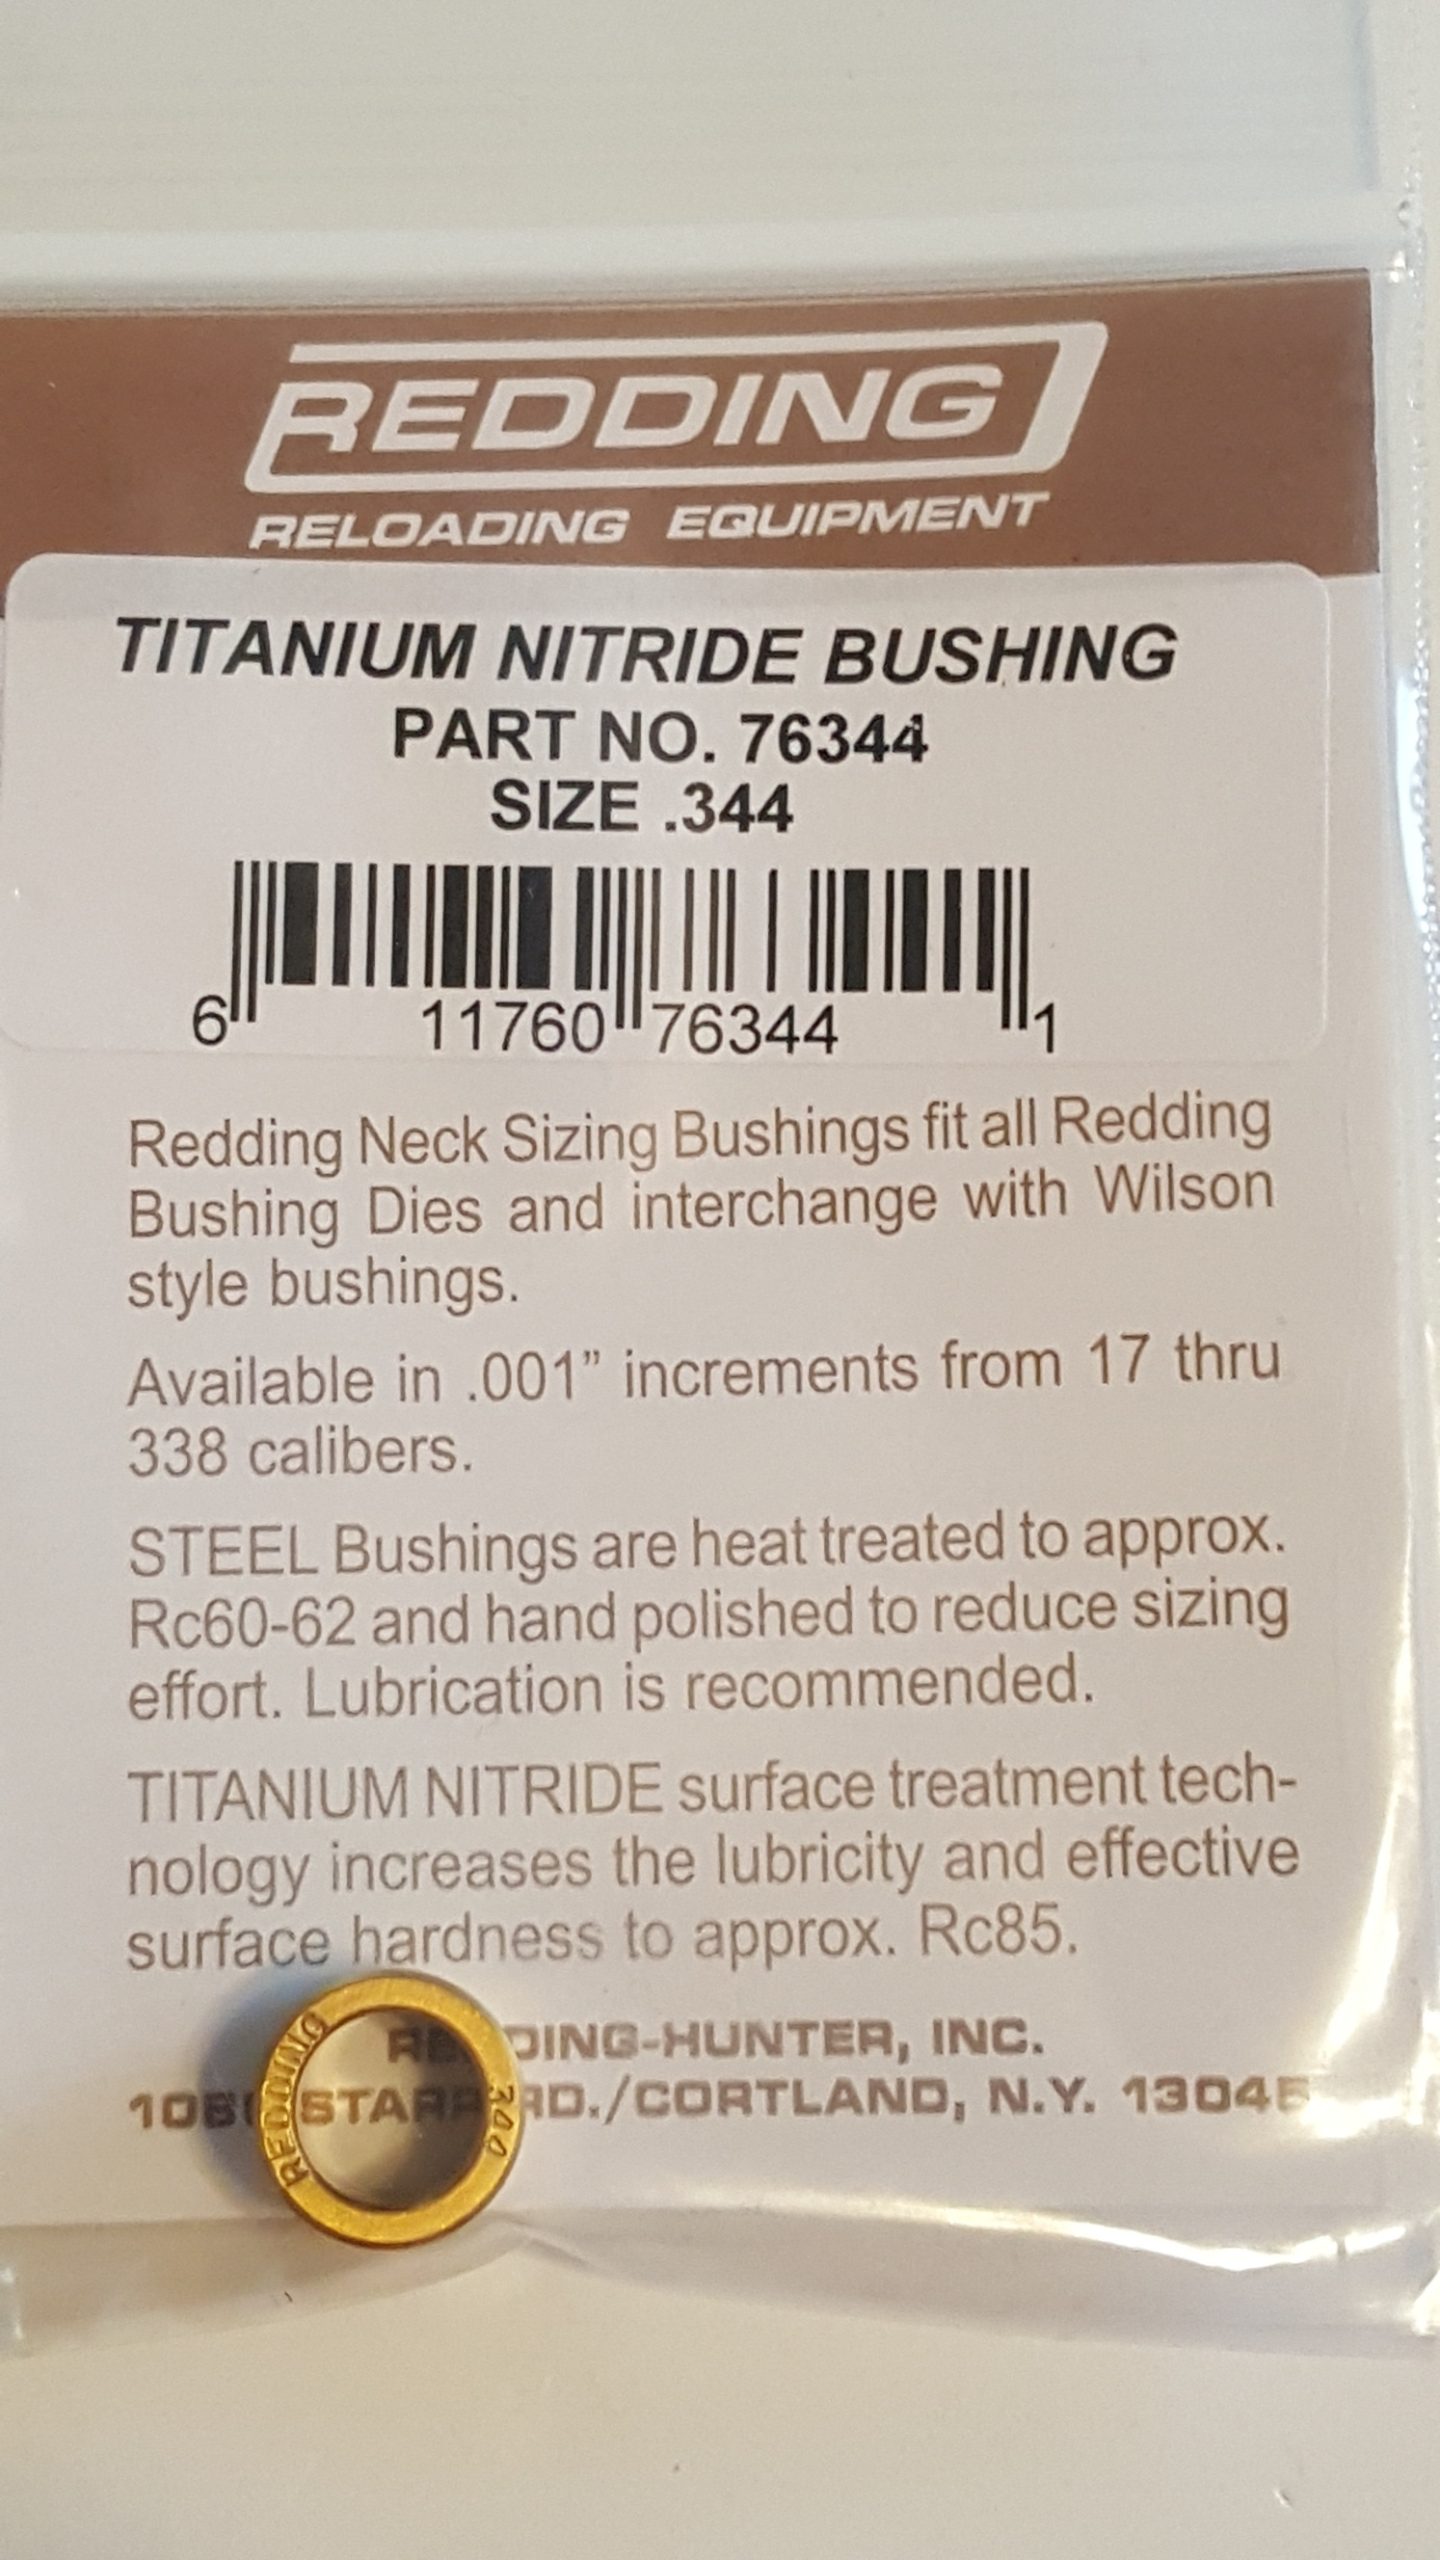 REDDING
RELOADING EQUIPMENT
TITANIUM NITRIDE BUSHING
PART NO. 76344
SIZE .344
6 11760 76344 1
Redding Neck Sizing Bushings fit all Redding
Bushing Dies and interchange with Wilson
style bushings.
Available in .001” increments from 17 thru
338 calibers.
STEEL Bushings are heat treated to approx.
Rc60-62 and hand polished to reduce sizing
effort. Lubrication is recommended.
TITANIUM NITRIDE surface treatment tech-
nology increases the lubricity and effective
surface hardness to approx. Rc85.
INC.
CORTLAND, N.Y. 13045
REDDING
.344